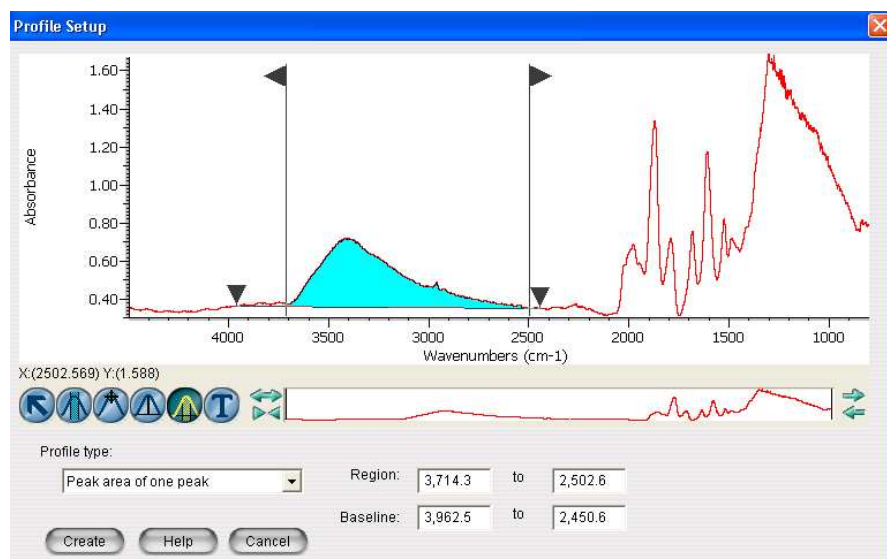 Profile Setup
1.60
1.40
1.20
1.00
0.80
0.60
0.40
Absorbance
4000 3500 3000 2500 2000 1500 1000
Wavenumbers (cm-1)
X:(2502.569) Y:(1.588)
T
Profile type:
Peak area of one peak
Region: 3,714.3 to 2,502.6
Baseline: 3,962.5 to 2,450.6
Create Help Cancel